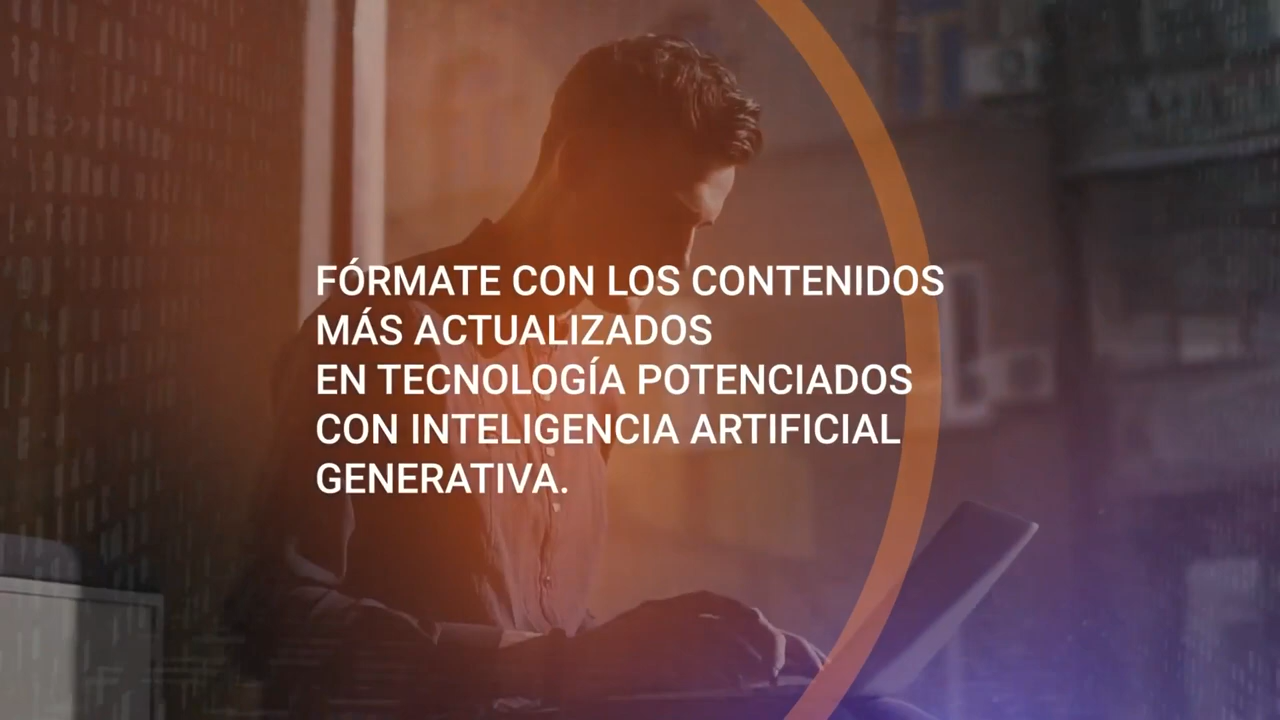 FÓRMATE CON LOS CONTENIDOS
MÁS ACTUALIZADOS
EN TECNOLOGÍA POTENCIADOS
CON INTELIGENCIA ARTIFICIAL
GENERATIVA.